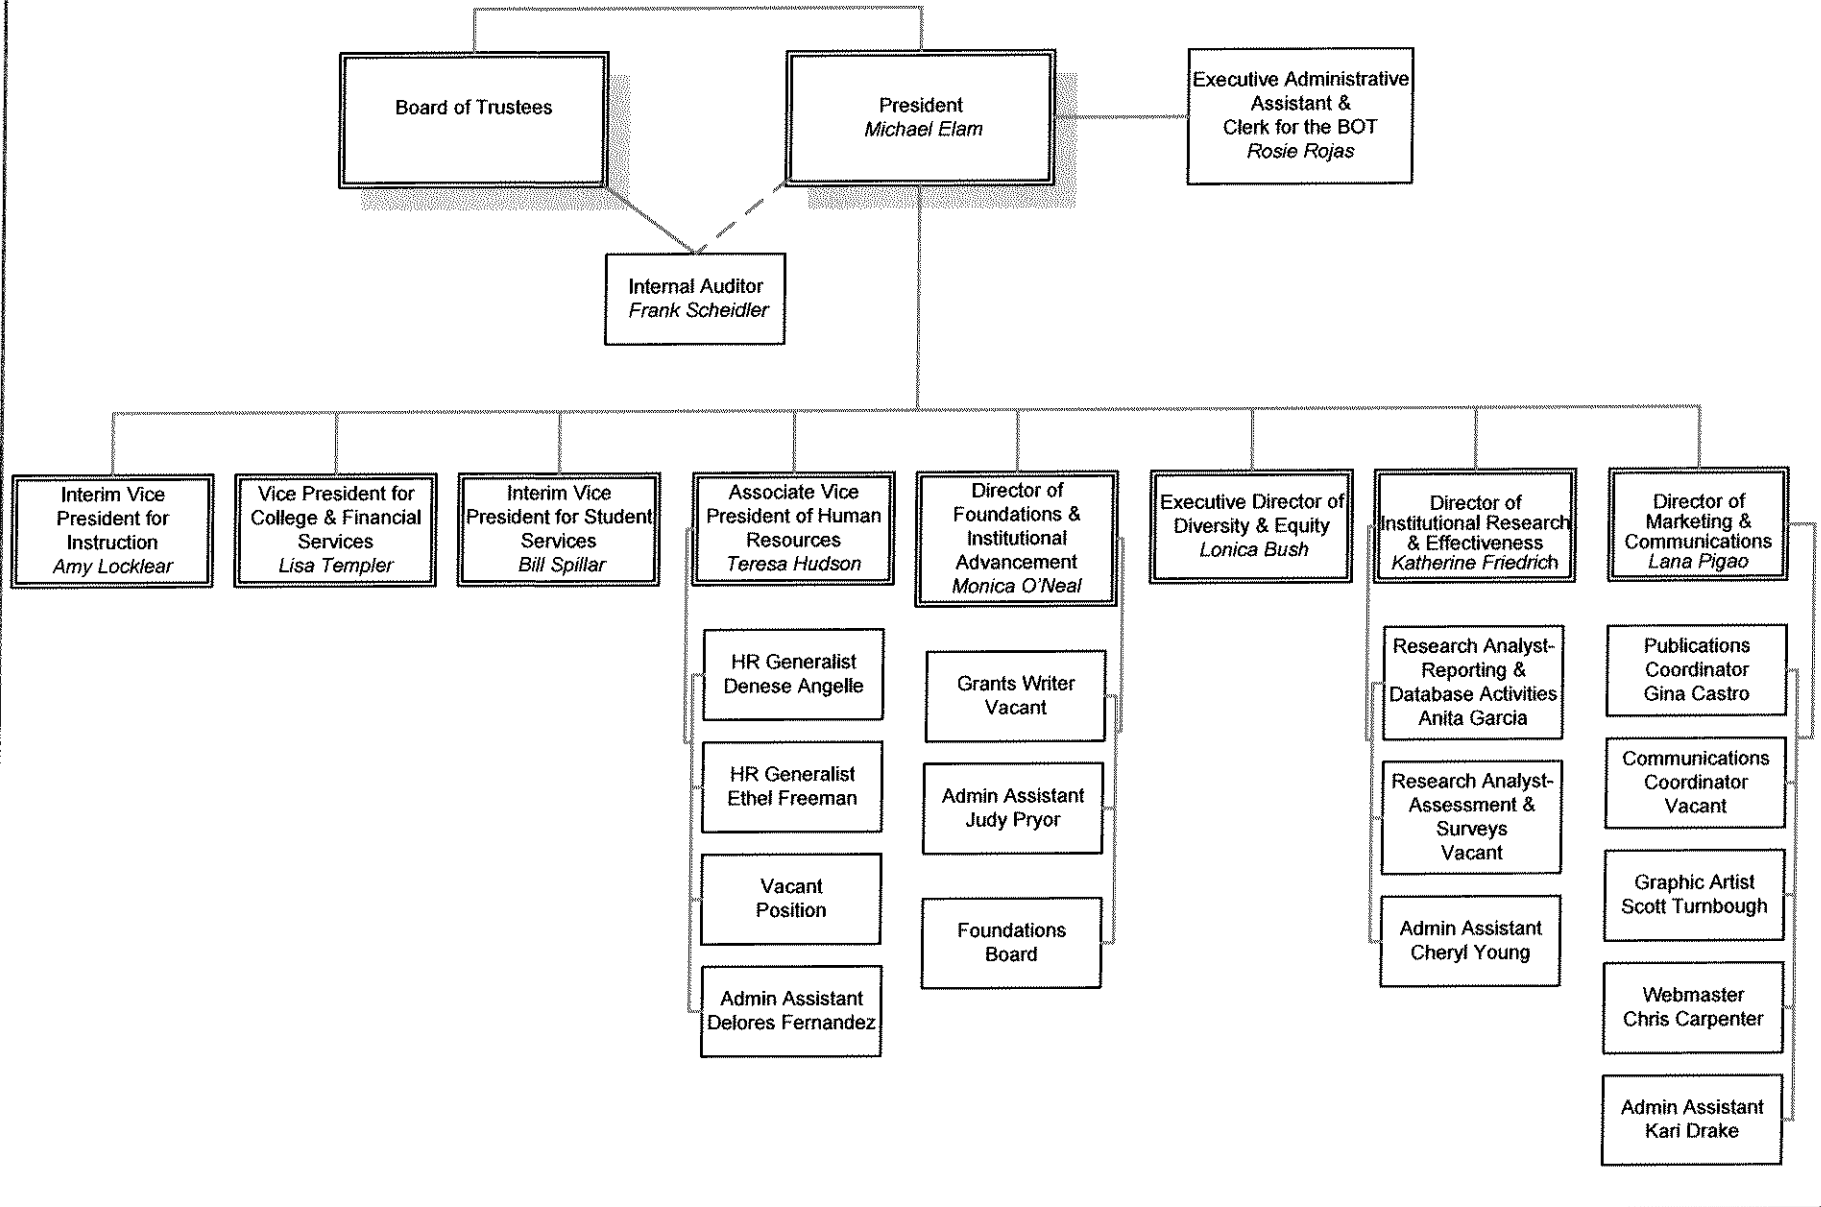 Board of Trustees
President
Michael Elam
Executive Administrative
Assistant &
Clerk for the BOT
Rosie Rojas
Internal Auditor
Frank Scheidler
Interim Vice
President for
Instruction
Amy Locklear
Vice President for
College & Financial
Services
Lisa Templer
Interim Vice
President for Student
Services
Bill Spillar
Associate Vice
President of Human
Resources
Teresa Hudson
Director of
Foundations &
Institutional
Advancement
Monica O'Neal
Executive Director of
Diversity & Equity
Lonica Bush
Director of
Institutional Research
& Effectiveness
Katherine Friedrich
Director of
Marketing &
Communications
Lana Pigao
HR Generalist
Denese Angelle
HR Generalist
Ethel Freeman
Vacant
Position
Admin Assistant
Delores Fernandez
Grants Writer
Vacant
Admin Assistant
Judy Pryor
Foundations
Board
Research Analyst-
Reporting &
Database Activities
Anita Garcia
Research Analyst-
Assessment &
Surveys
Vacant
Admin Assistant
Cheryl Young
Publications
Coordinator
Gina Castro
Communications
Coordinator
Vacant
Graphic Artist
Scott Turnbough
Webmaster
Chris Carpenter
Admin Assistant
Kari Drake